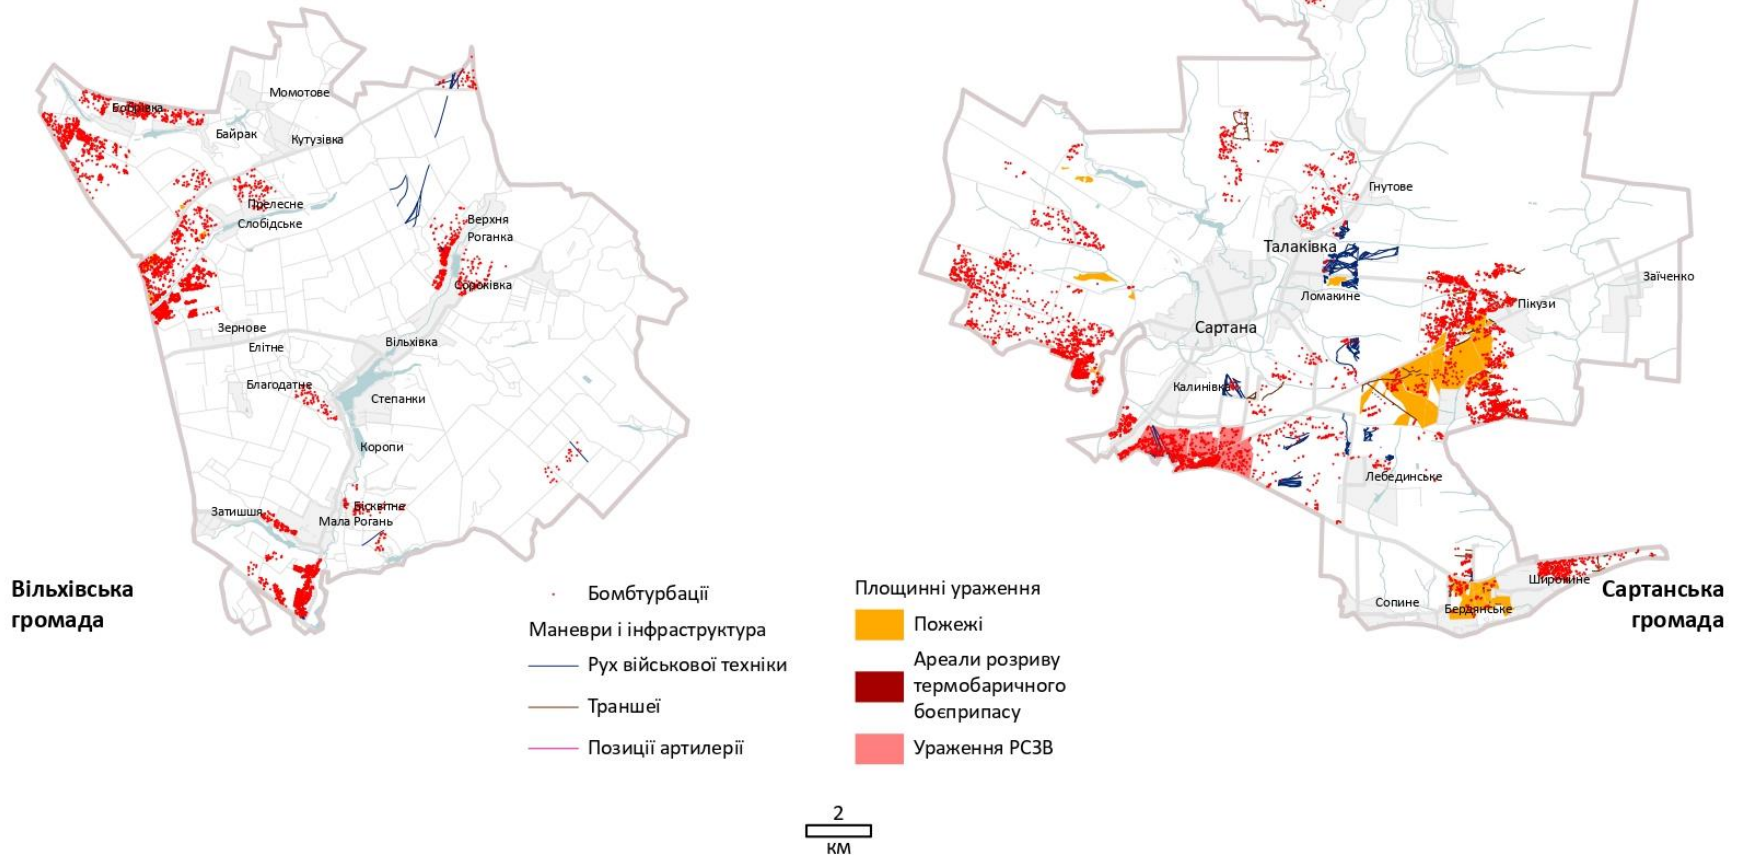 Момотове
Бобрівка
Байрак
Кутузівка
Прелесне
Слобідське
Верхня
Роганка
Сороківка
Зернове
Елітне
Вільхівка
Благодатне
Степанки
Коропи
Затишшя
Бісквітне
Мала Рогань
Вільхівська
громада
Гнутове
Талаківка
Заїченко
Ломакине
Пікузи
Сартана
Калинівка
Лебединське
Широкине
Сопине
Бердянське
Сартанська
громада
Бомбтурбації
Маневри і інфраструктура
Рух військової техніки
Траншеї
Позиції артилерії
Площинні ураження
Пожежі
Ареали розриву
термобаричного
боєприпасу
Ураження РСЗВ
2
км